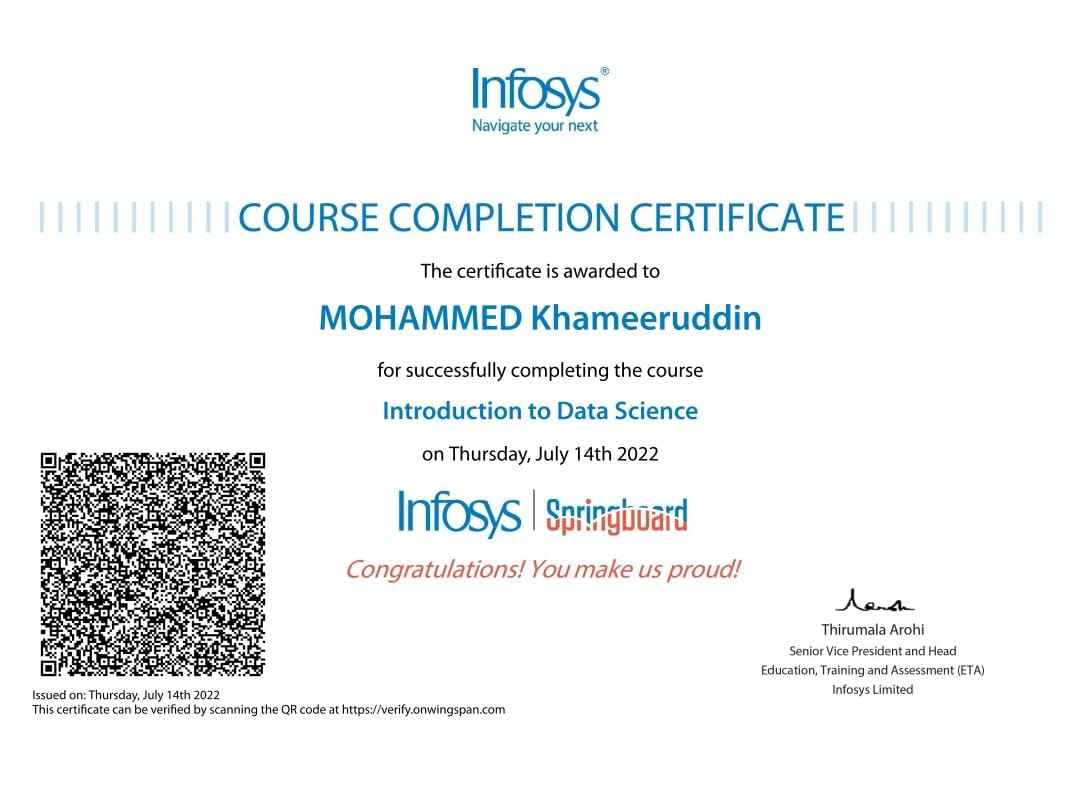 Infosys®
Navigate your next
COURSE COMPLETION CERTIFICATE
The certificate is awarded to
MOHAMMED Khameeruddin
for successfully completing the course
Introduction to Data Science
on Thursday, July 14th 2022
Infosys | Springboard
Congratulations! You make us proud!
Thirumala Arohi
Senior Vice President and Head
Education, Training and Assessment (ETA)
Infosys Limited
Issued on: Thursday, July 14th 2022
This certificate can be verified by scanning the QR code at https://verify.onwingspan.com